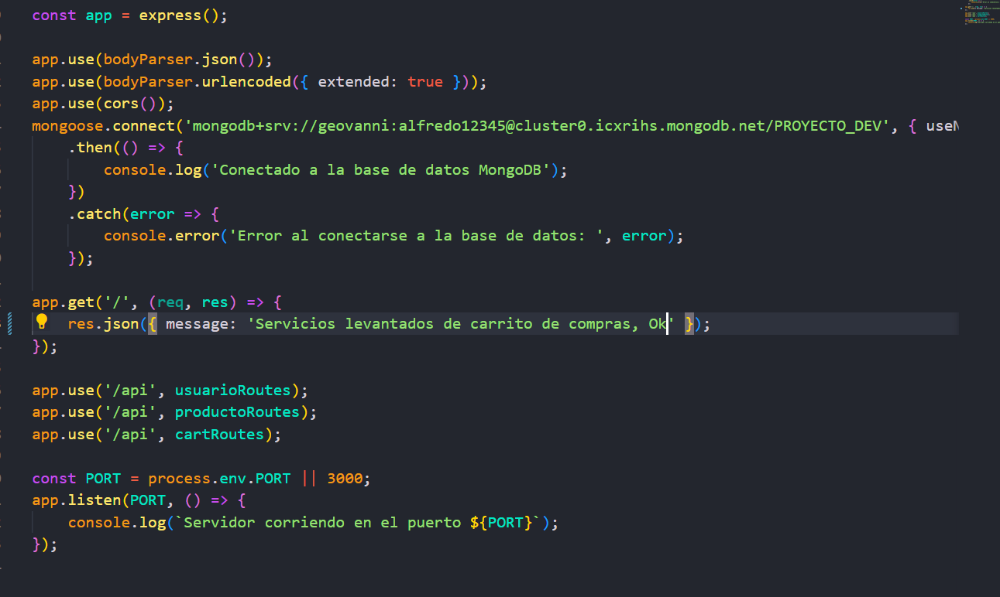 const app = express();
app.use(bodyParser.json());
app.use(bodyParser.urlencoded({ extended: true }));
app.use(cors());
mongoose.connect('mongodb+srv://geovanni:alfredo12345@cluster0.icxrihs.mongodb.net/PROYECTO_DEV', { useN
.then(() => {
console.log('Conectado a la base de datos MongoDB');
})
.catch(error => {
console.error('Error al conectarse a la base de datos: ', error);
});
app.get('/', (req, res) => {
res.json({ message: 'Servicios levantados de carrito de compras, Ok' });
});
app.use('/api', usuarioRoutes);
app.use('/api', productoRoutes);
app.use('/api', cartRoutes);
const PORT = process.env.PORT || 3000;
app.listen(PORT, () => {
console.log(`Servidor corriendo en el puerto ${PORT}`);
});